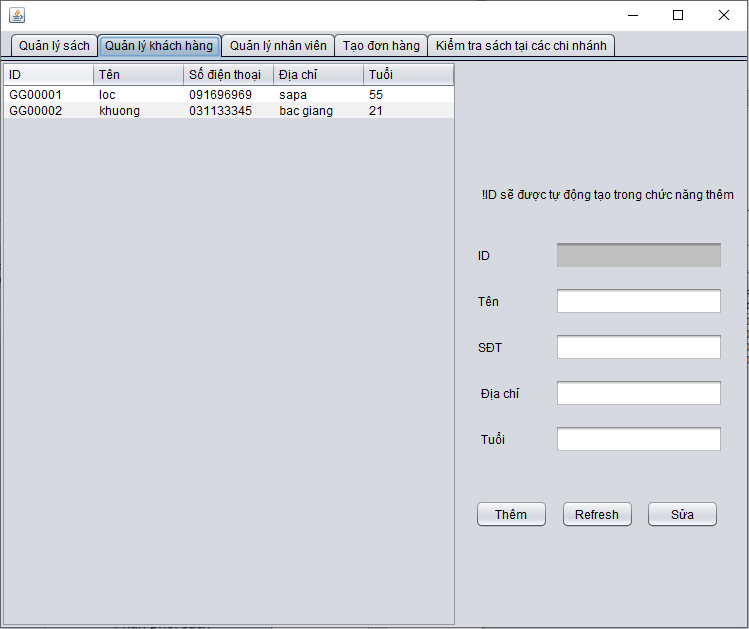 Quản lý sách Quản lý khách hàng Quản lý nhân viên Tạo đơn hàng Kiểm tra sách tại các chi nhánh
ID Tên Số điện thoại Địa chỉ Tuổi
GG00001 loc 091696969 sapa 55
GG00002 khuong 031133345 bac giang 21
!ID sẽ được tự động tạo trong chức năng thêm
ID
Tên
SĐT
Địa chỉ
Tuổi
Thêm Refresh Sửa